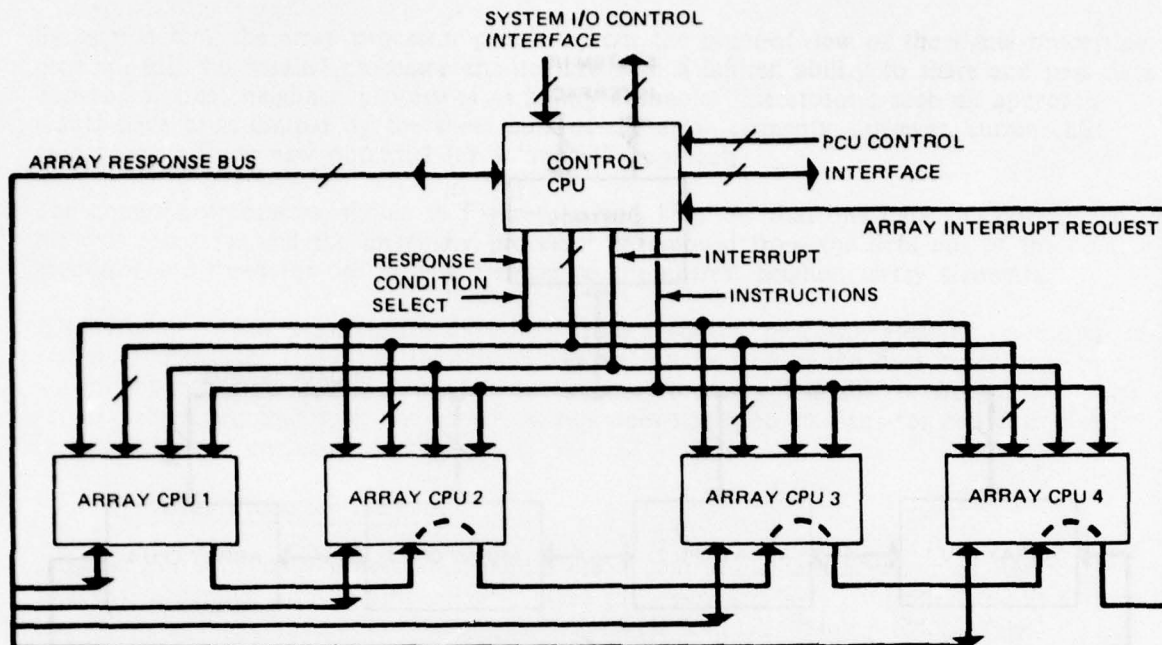 SYSTEM I/O CONTROL
INTERFACE
ARRAY RESPONSE BUS
CONTROL
CPU
PCU CONTROL
INTERFACE
ARRAY INTERRUPT REQUEST
RESPONSE
CONDITION
SELECT
INTERRUPT
INSTRUCTIONS
ARRAY CPU 1
ARRAY CPU 2
ARRAY CPU 3
ARRAY CPU 4